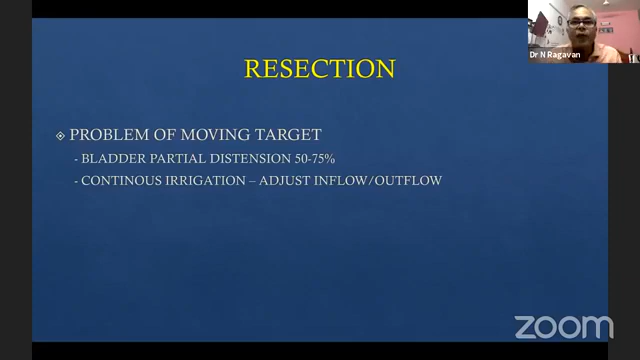 Dr N Ragavan
RESECTION
PROBLEM OF MOVING TARGET
- BLADDER PARTIAL DISTENSION 50-75%
- CONTINOUS IRRIGATION – ADJUST INFLOW/OUTFLOW
zoom